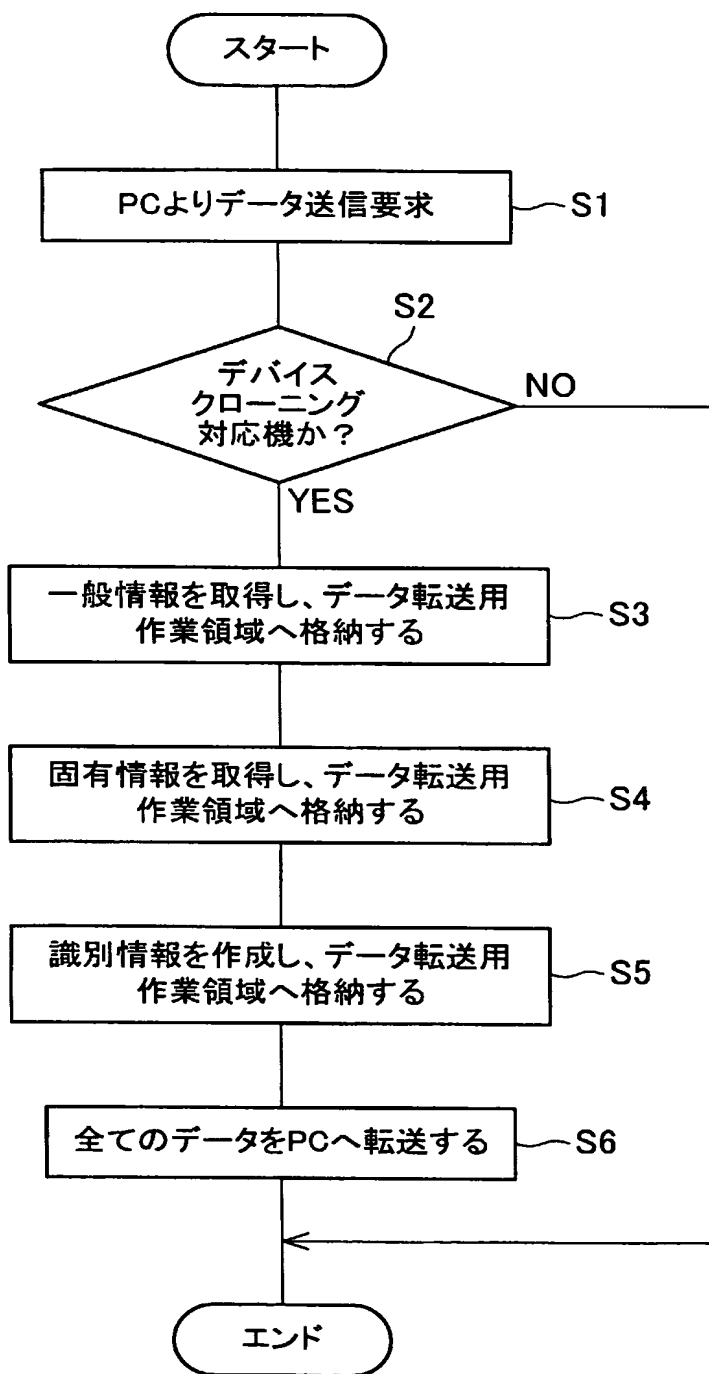 スタート
PCよりデータ送信要求
S1
S2
デバイス
クローニング
対応機か？
NO
YES
一般情報を取得し、データ転送用
作業領域へ格納する
S3
固有情報を取得し、データ転送用
作業領域へ格納する
S4
識別情報を作成し、データ転送用
作業領域へ格納する
S5
全てのデータをPCへ転送する
S6
エンド